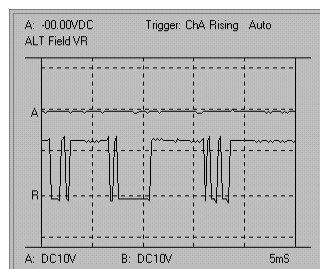 A: -00.00VDC Trigger: ChA Rising Auto
ALT Field VR
A
R
A: DC10V B: DC10V 5mS